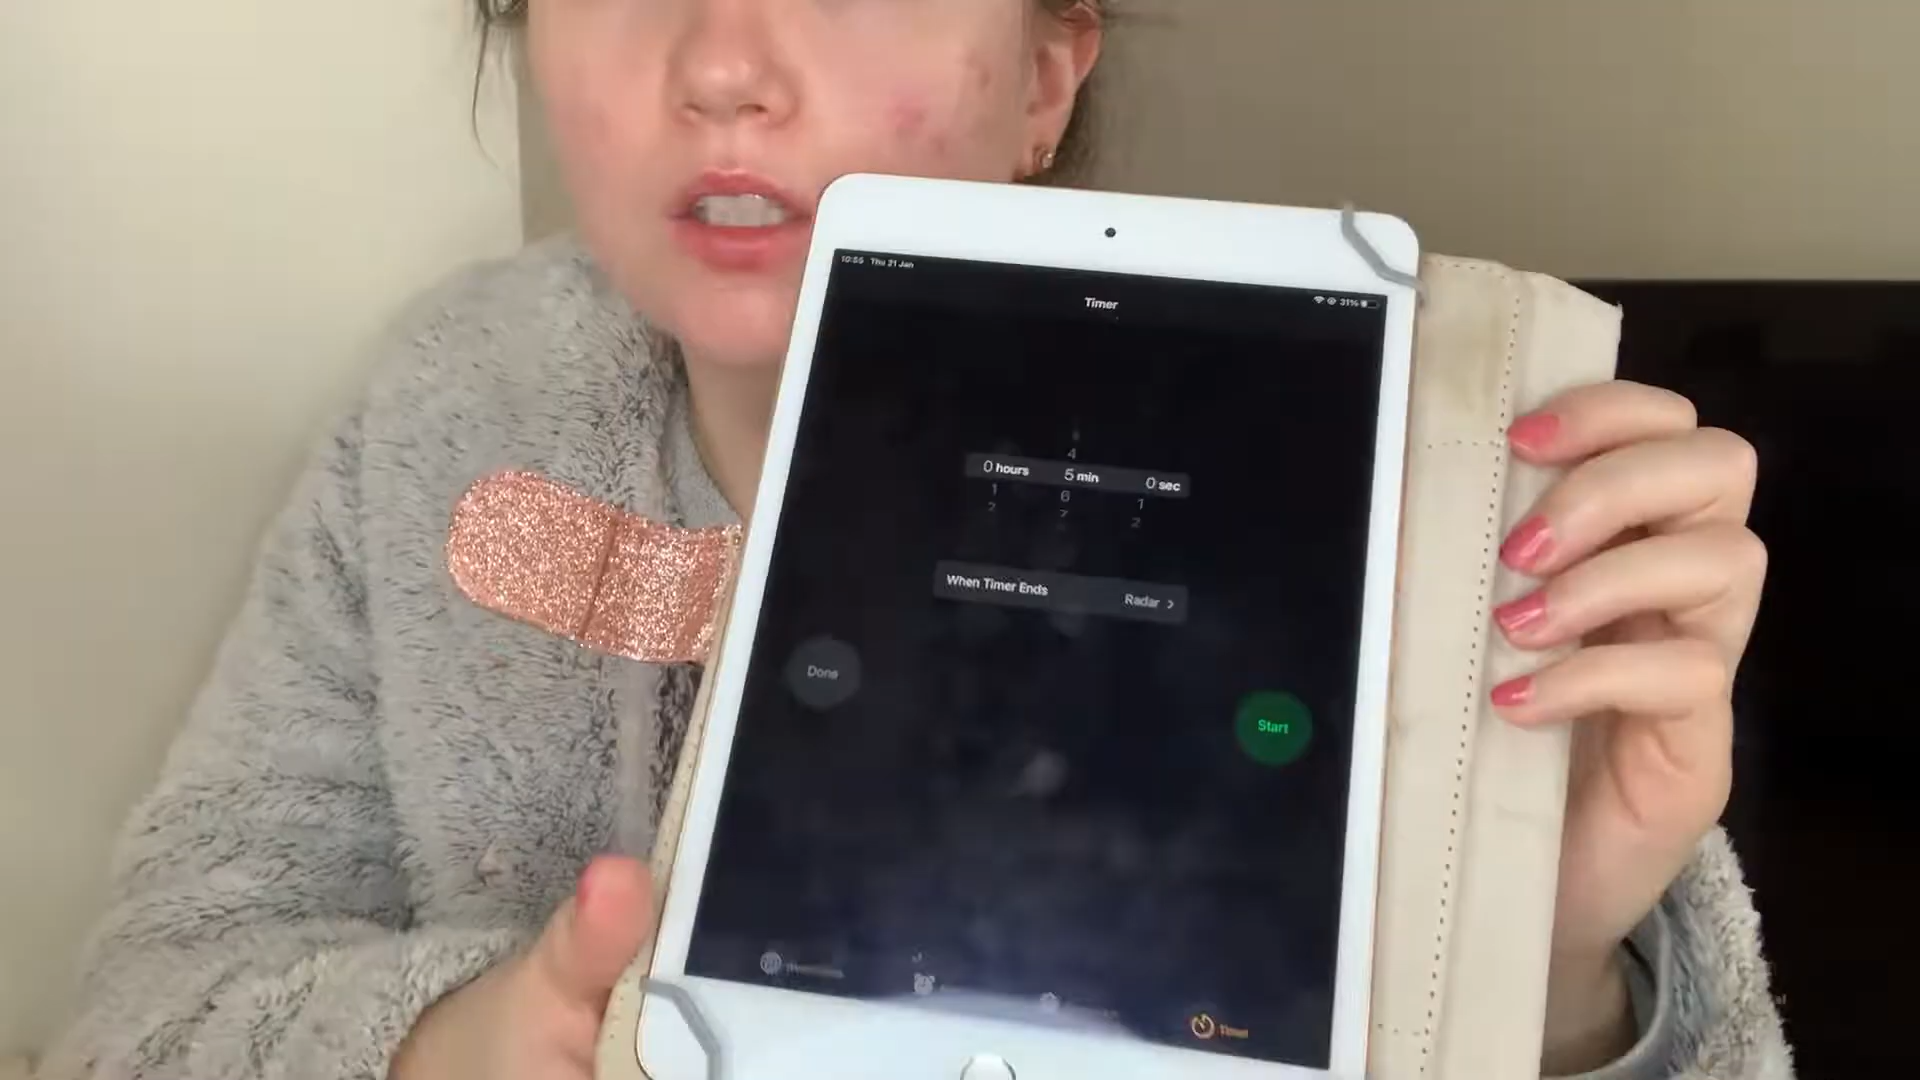 10:55 Thu 21 Jan
31%
Timer
4
0 hours 5 min 0 sec
1 6 1
2 7 2
When Timer Ends Radar >
Done
Start
Timer